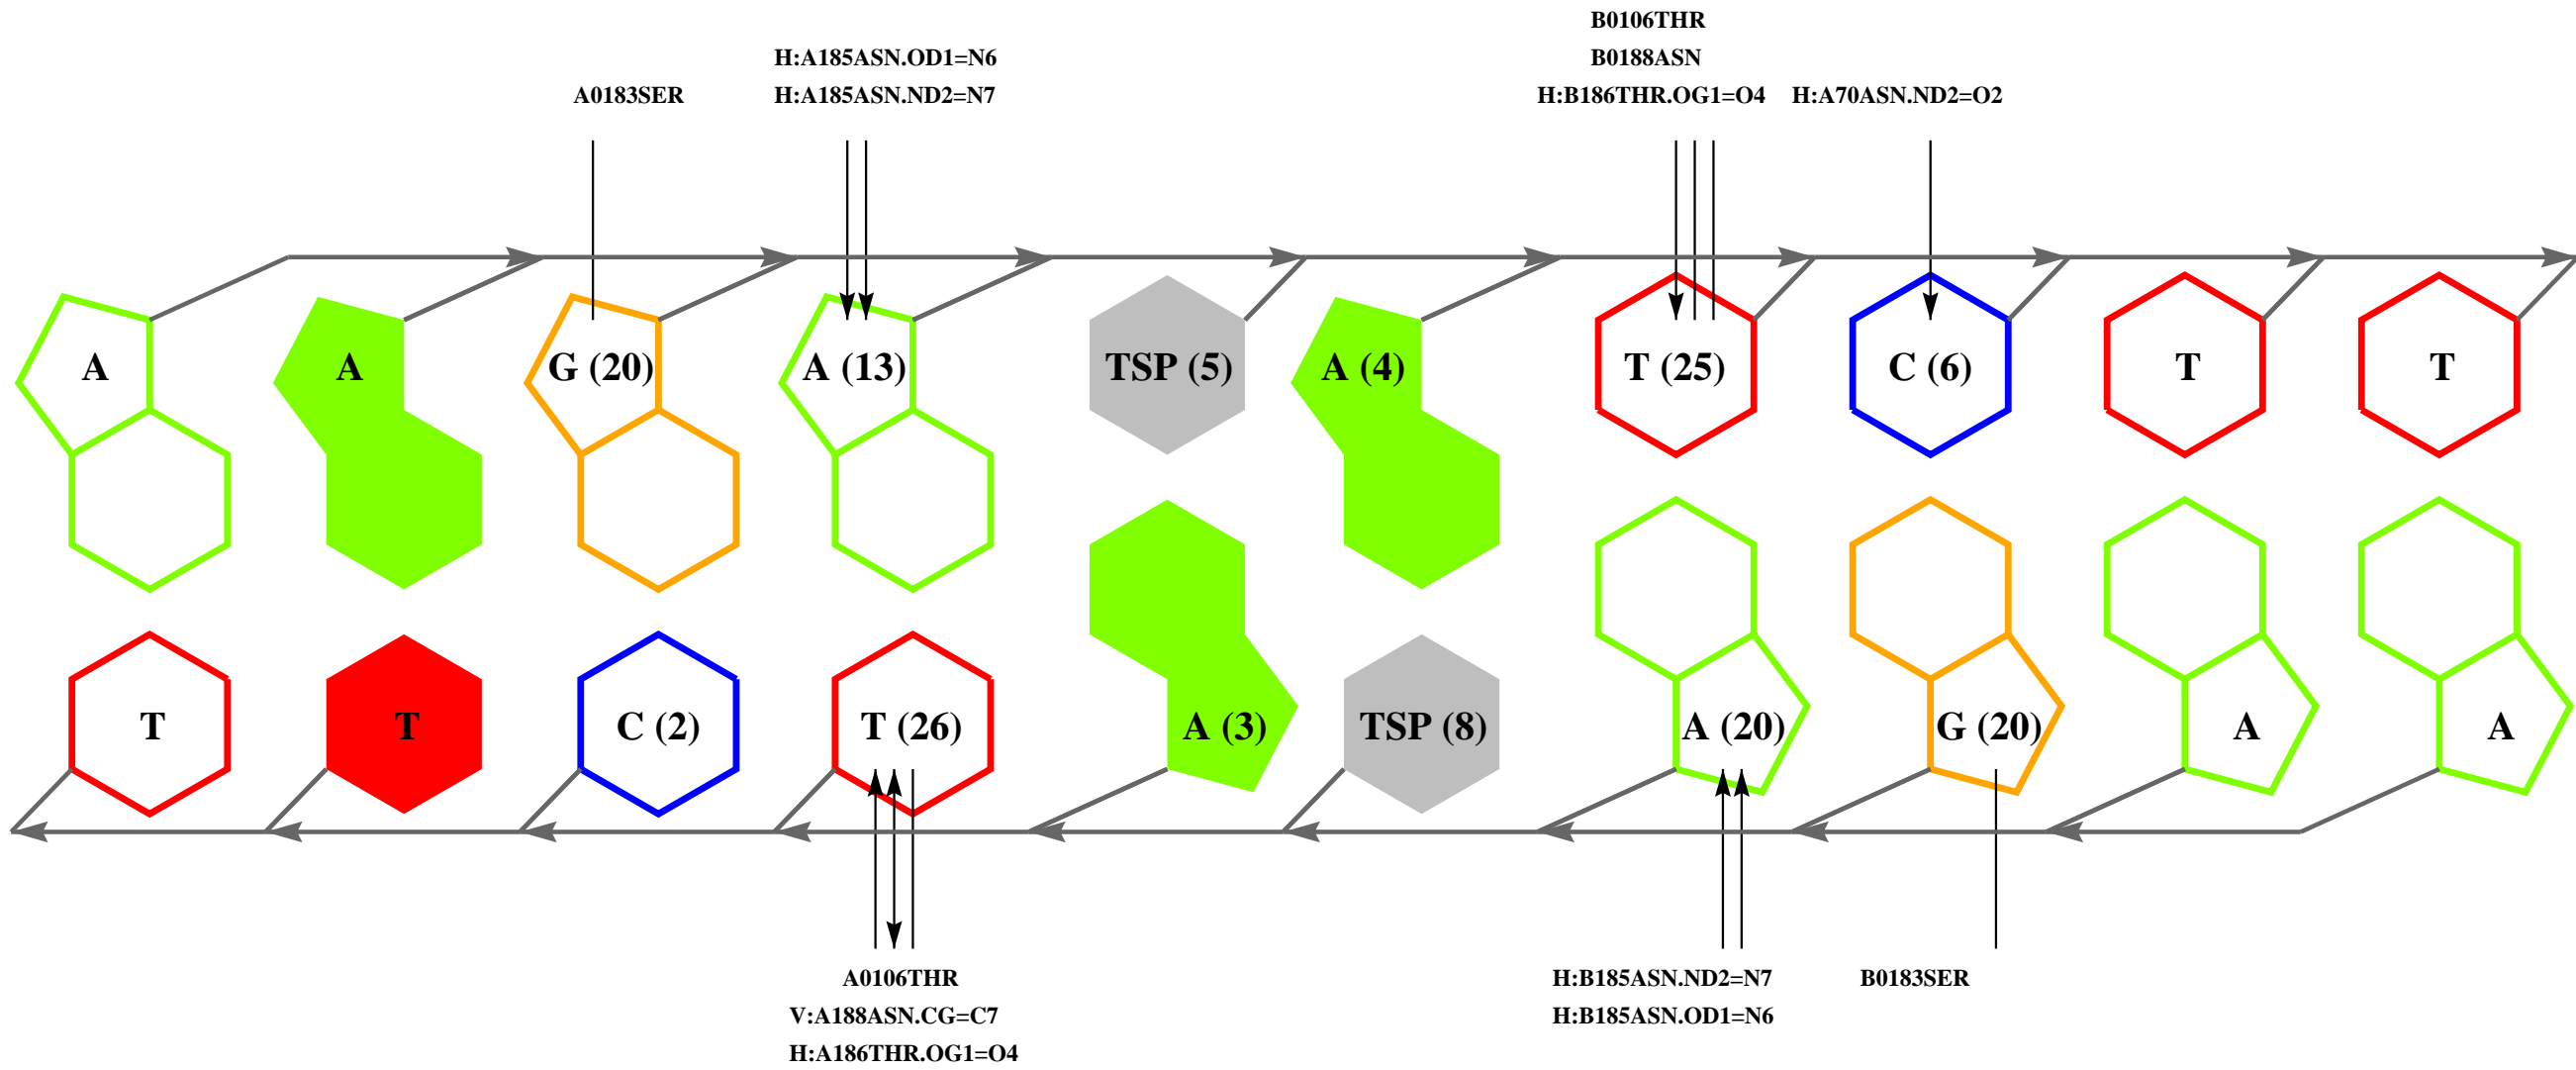 B0106THR
H:A185ASN.OD1=N6
B0188ASN
A0183SER
H:A185ASN.ND2=N7
H:B186THR.OG1=O4
H:A70ASN.ND2=O2
A
A
G (20)
A (13)
TSP (5)
A (4)
T (25)
C (6)
T
T
T
T
C (2)
T (26)
A (3)
TSP (8)
A (20)
G (20)
A
A
A0106THR
H:B185ASN.ND2=N7
B0183SER
V:A188ASN.CG=C7
H:B185ASN.OD1=N6
H:A186THR.OG1=O4